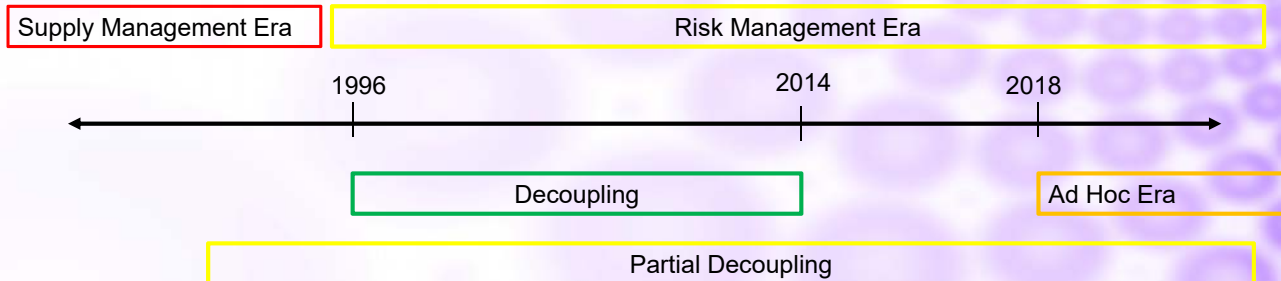 Supply Management Era
Risk Management Era
1996
2014
2018
Decoupling
Ad Hoc Era
Partial Decoupling